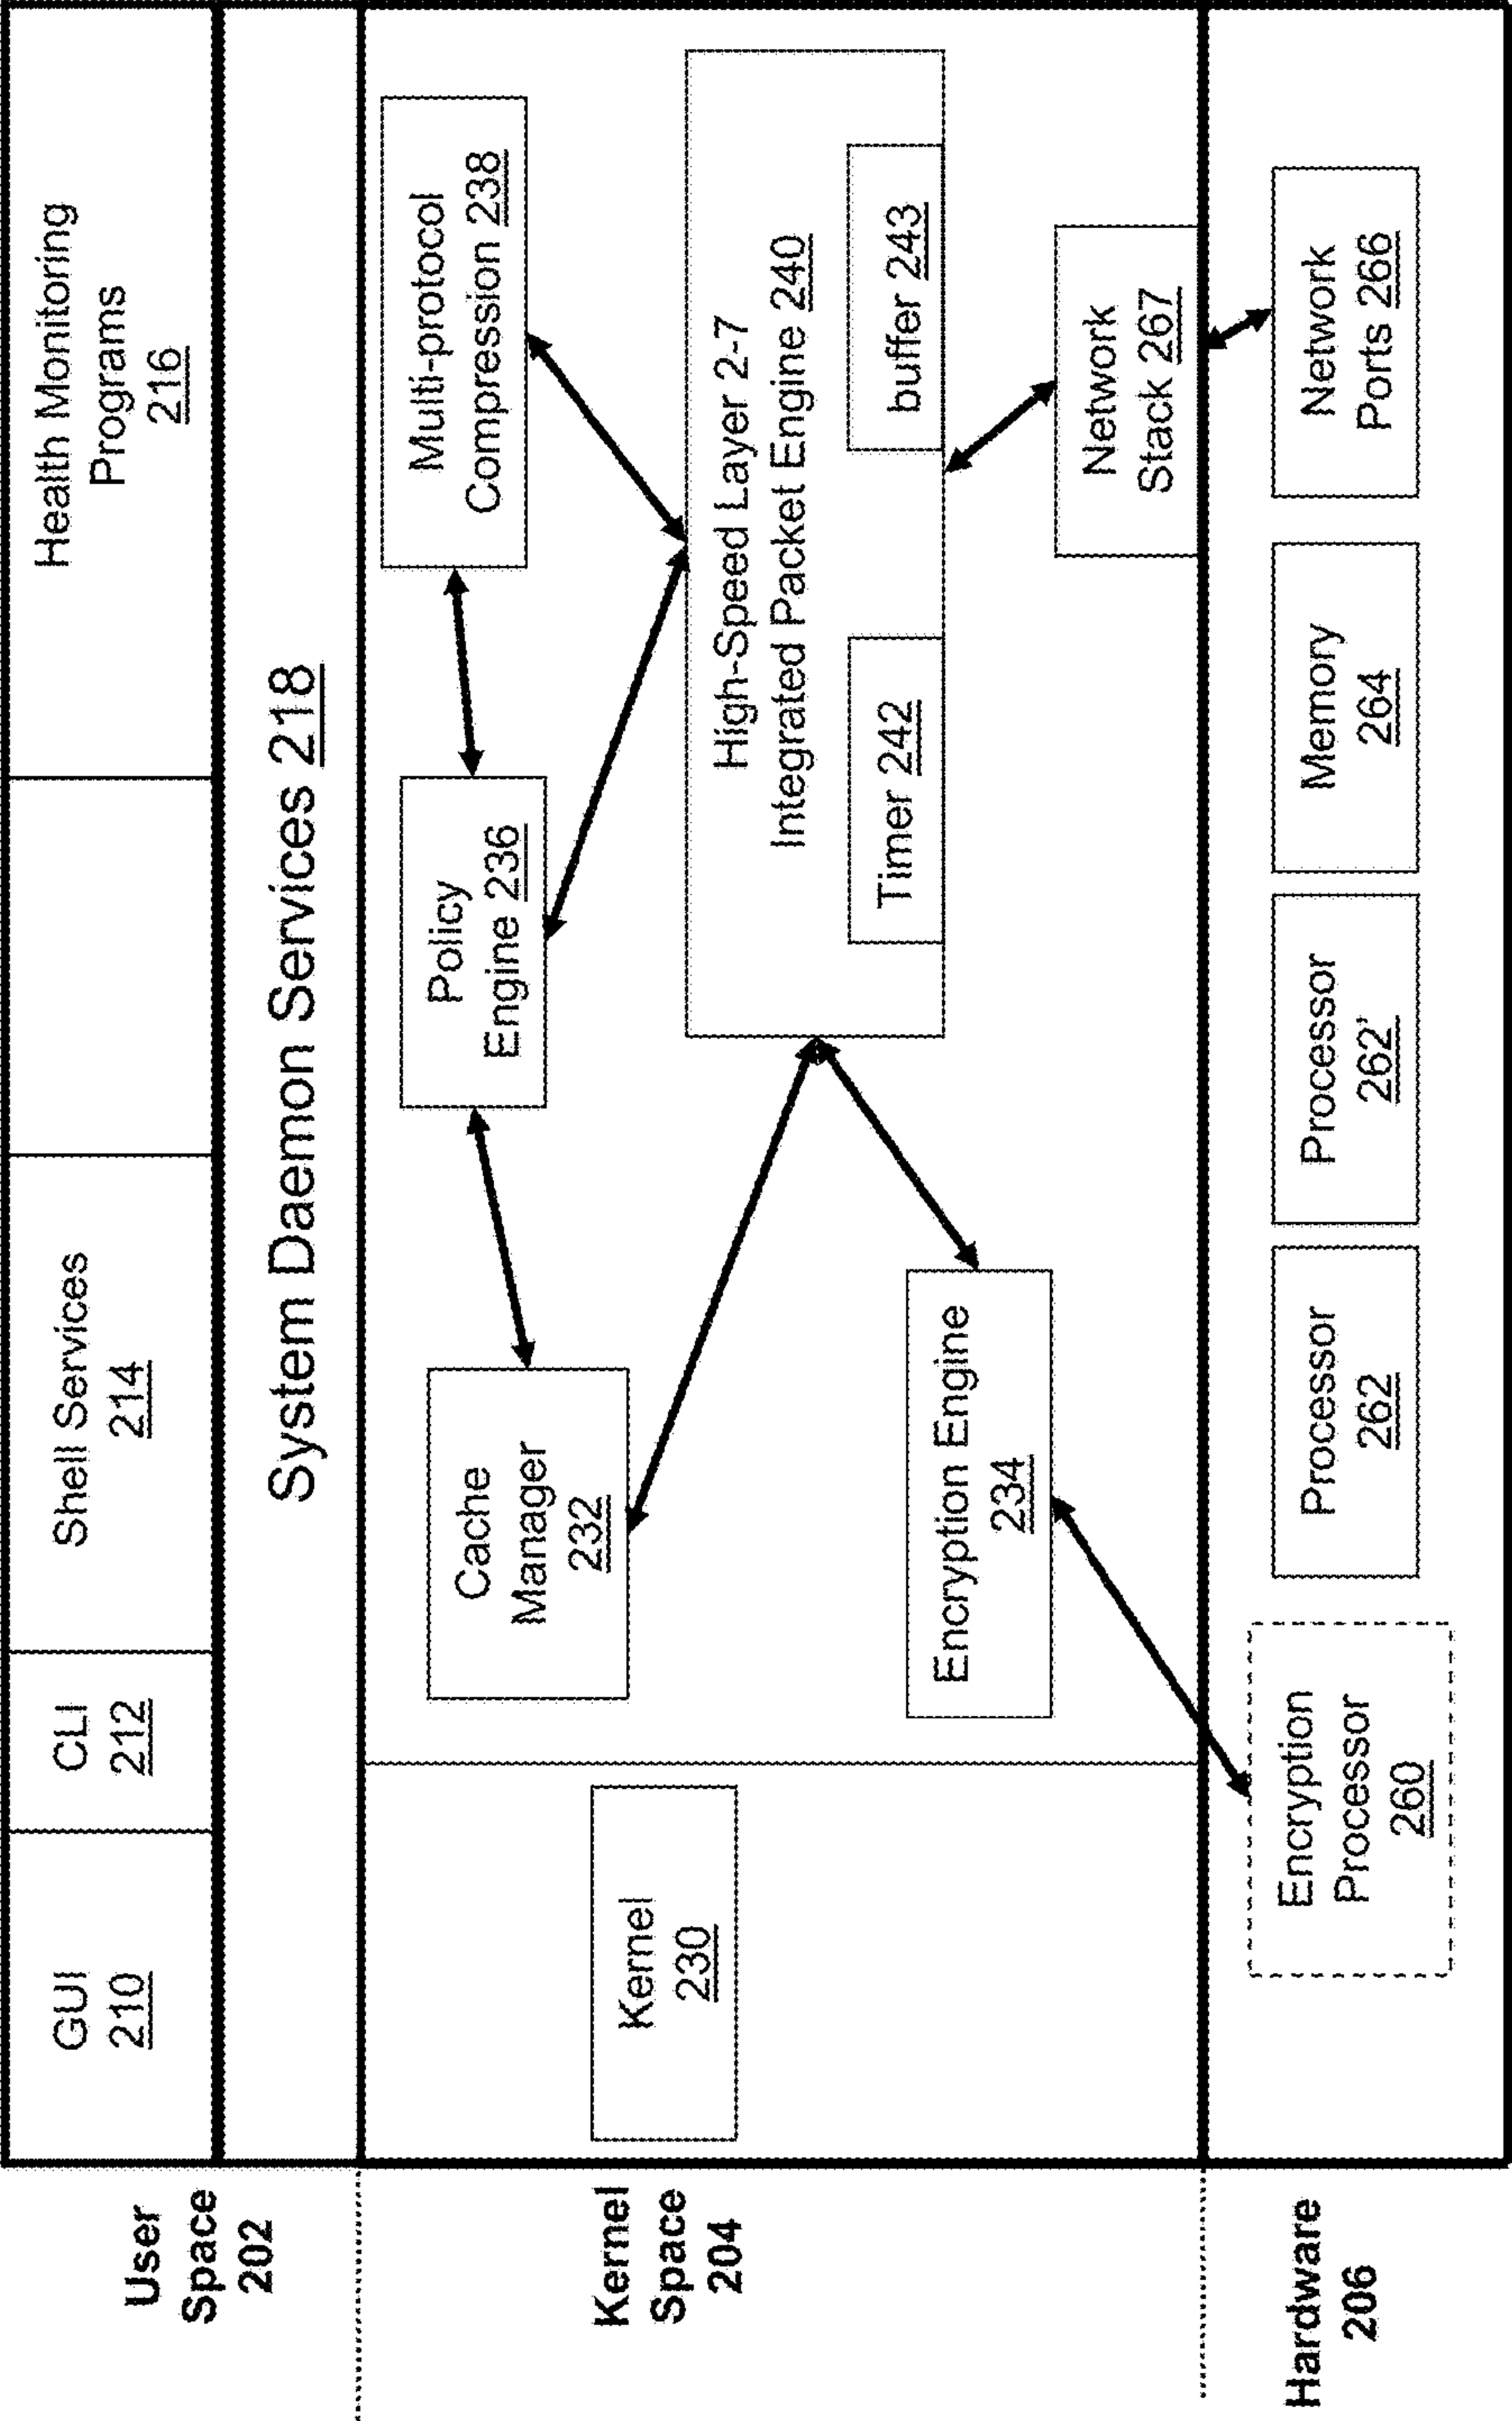 User
Space
202
GUI
210
CLI
212
Shell Services
214
Health Monitoring
Programs
216
System Daemon Services 218
Kernel
Space
204
Kernel
230
Cache
Manager
232
Policy
Engine 236
Multi-protocol
Compression 238
High-Speed Layer 2-7
Integrated Packet Engine 240
Timer 242
buffer 243
Encryption Engine
234
Network
Stack 267
Hardware
206
Encryption
Processor
260
Processor
262
Processor
262'
Memory
264
Network
Ports 266